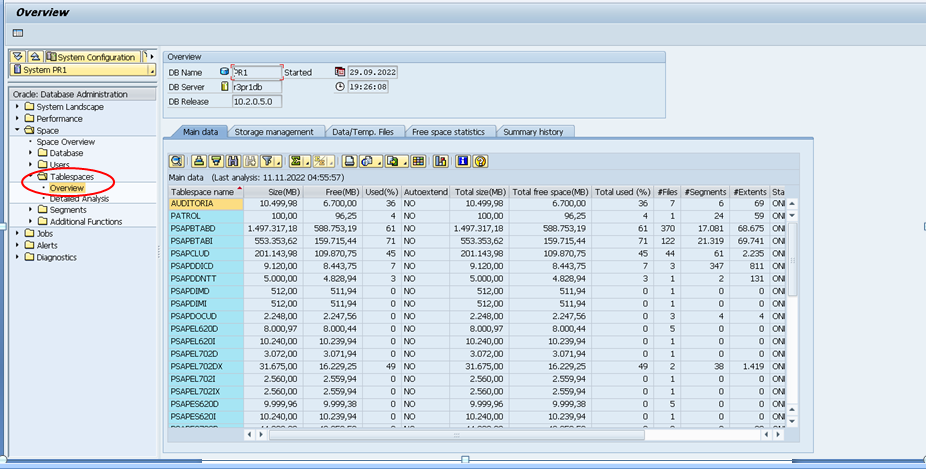 Overview
System Configuration
System PR1
Oracle: Database Administration
System Landscape
Performance
Space
Space Overview
Database
Users
Tablespaces
Overview
Detailed Analysis
Segments
Additional Functions
Jobs
Alerts
Diagnostics
Overview
DB Name PR1 Started 29.09.2022
DB Server r3pr1db 19:26:08
DB Release 10.2.0.5.0
Main data Storage management Data/Temp. Files Free space statistics Summary history
Main data (Last analysis: 11.11.2022 04:55:57)
Tablespace name Size(MB) Free(MB) Used(%) Autoextend Total size(MB) Total free space(MB) Total used (%) #Files #Segments #Extents Sta
AUDITORIA 10.499,98 6.700,00 36 NO 10.499,98 6.700,00 36 7 6 69 ONI
PATROL 100,00 96,25 4 NO 100,00 96,25 4 1 24 59 ONI
PSAPBTABD 1.497.317,18 588.753,19 61 NO 1.497.317,18 588.753,19 61 370 17.081 68.675 ONI
PSAPBTABI 553.353,62 159.715,44 71 NO 553.353,62 159.715,44 71 122 21.319 69.741 ONI
PSAPCLUD 201.143,98 109.870,75 45 NO 201.143,98 109.870,75 45 44 61 2.235 ONI
PSAPDDICD 9.120,00 8.443,75 7 NO 9.120,00 8.443,75 7 3 347 811 ONI
PSAPDDNTT 5.000,00 4.828,94 3 NO 5.000,00 4.828,94 3 1 2 131 ONI
PSAPDIMD 512,00 511,94 0 NO 512,00 511,94 0 1 0 0 ONI
PSAPDIMI 512,00 511,94 0 NO 512,00 511,94 0 1 0 0 ONI
PSAPDOCUD 2.248,00 2.247,56 0 NO 2.248,00 2.247,56 0 3 4 4 ONI
PSAPEL620D 8.000,97 8.000,44 0 NO 8.000,97 8.000,44 0 5 0 0 ONI
PSAPEL620I 10.240,00 10.239,94 0 NO 10.240,00 10.239,94 0 1 0 0 ONI
PSAPEL702D 3.072,00 3.071,94 0 NO 3.072,00 3.071,94 0 1 0 0 ONI
PSAPEL702DX 31.675,00 16.229,25 49 NO 31.675,00 16.229,25 49 2 38 1.419 ONI
PSAPEL702I 2.560,00 2.559,94 0 NO 2.560,00 2.559,94 0 1 0 0 ONI
PSAPEL702IX 2.560,00 2.559,94 0 NO 2.560,00 2.559,94 0 1 0 0 ONI
PSAPES620D 9.999,96 9.999,38 0 NO 9.999,96 9.999,38 0 5 0 0 ONI
PSAPES620I 10.240,00 10.239,94 0 NO 10.240,00 10.239,94 0 1 0 0 ONI